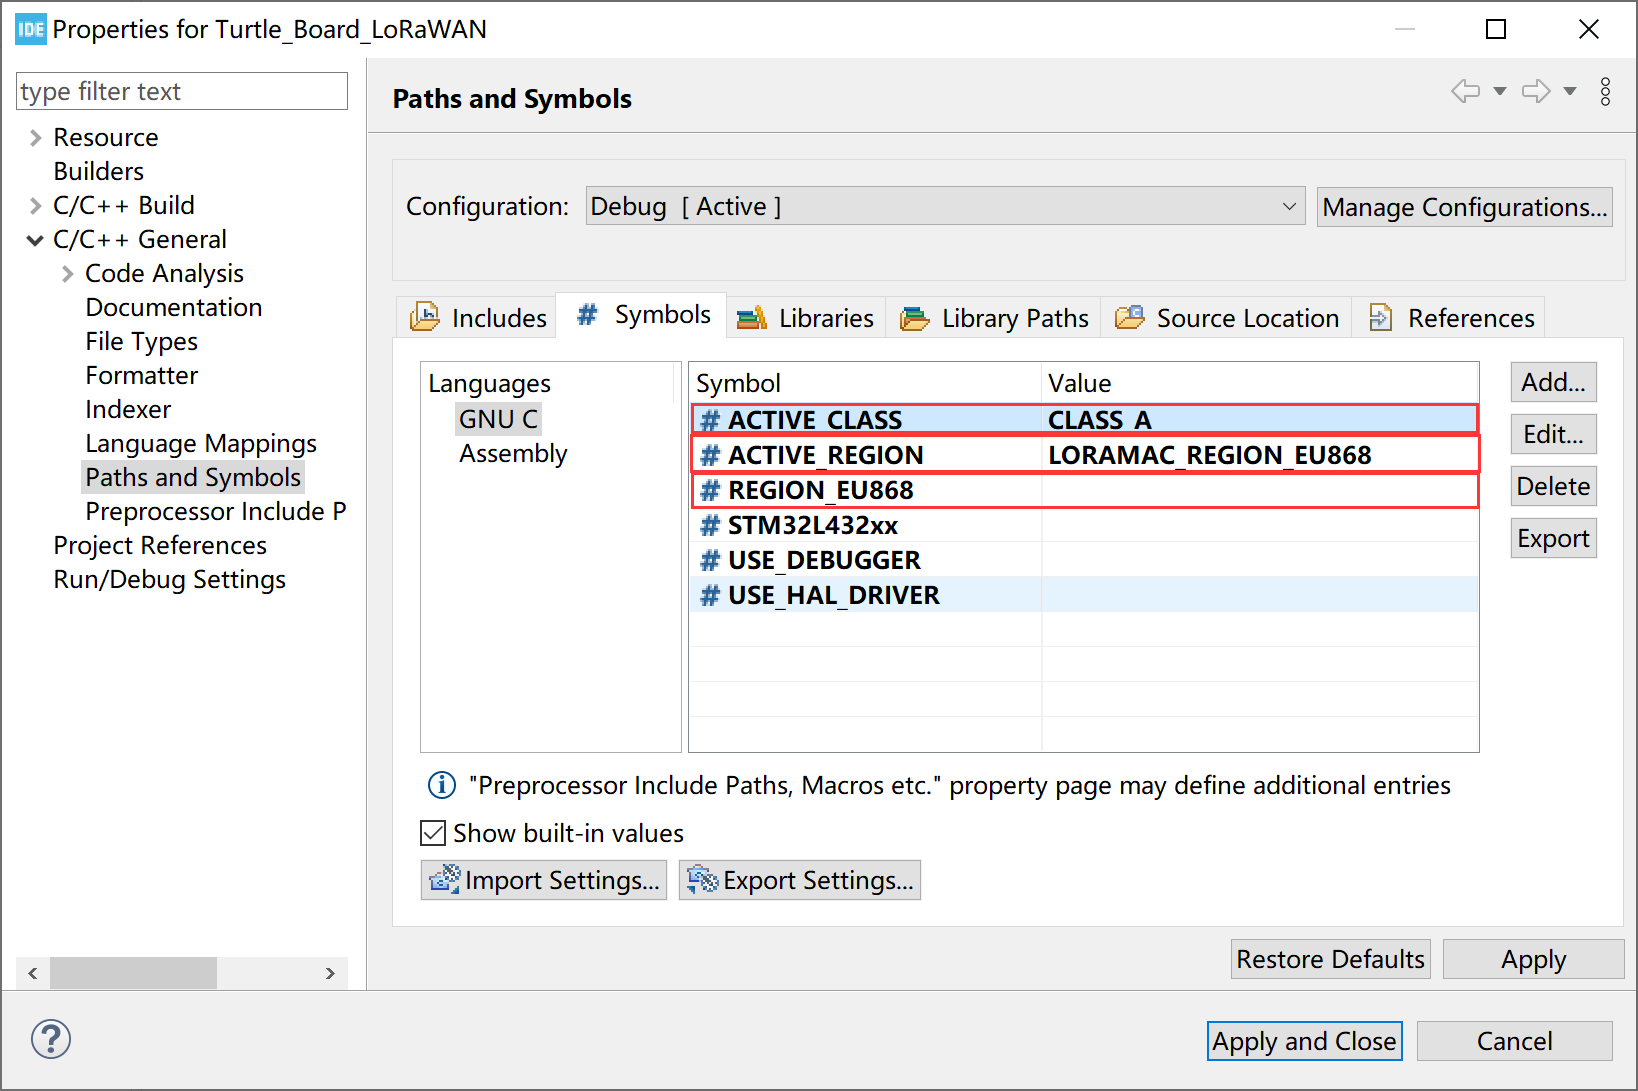 IDE Properties for Turtle_Board_LoRaWAN
type filter text
Resource
Builders
C/C++ Build
C/C++ General
Code Analysis
Documentation
File Types
Formatter
Indexer
Language Mappings
Paths and Symbols
Preprocessor Include P
Project References
Run/Debug Settings
Paths and Symbols
Configuration: Debug [ Active ] Manage Configurations...
Includes # Symbols Libraries Library Paths Source Location References
Languages
GNU C
Assembly
Symbol Value
# ACTIVE_CLASS CLASS_A
# ACTIVE_REGION LORAMAC_REGION_EU868
# REGION_EU868
# STM32L432xx
# USE_DEBUGGER
# USE_HAL_DRIVER
Add...
Edit...
Delete
Export
"Preprocessor Include Paths, Macros etc." property page may define additional entries
Show built-in values
Import Settings... Export Settings...
Restore Defaults Apply
Apply and Close Cancel